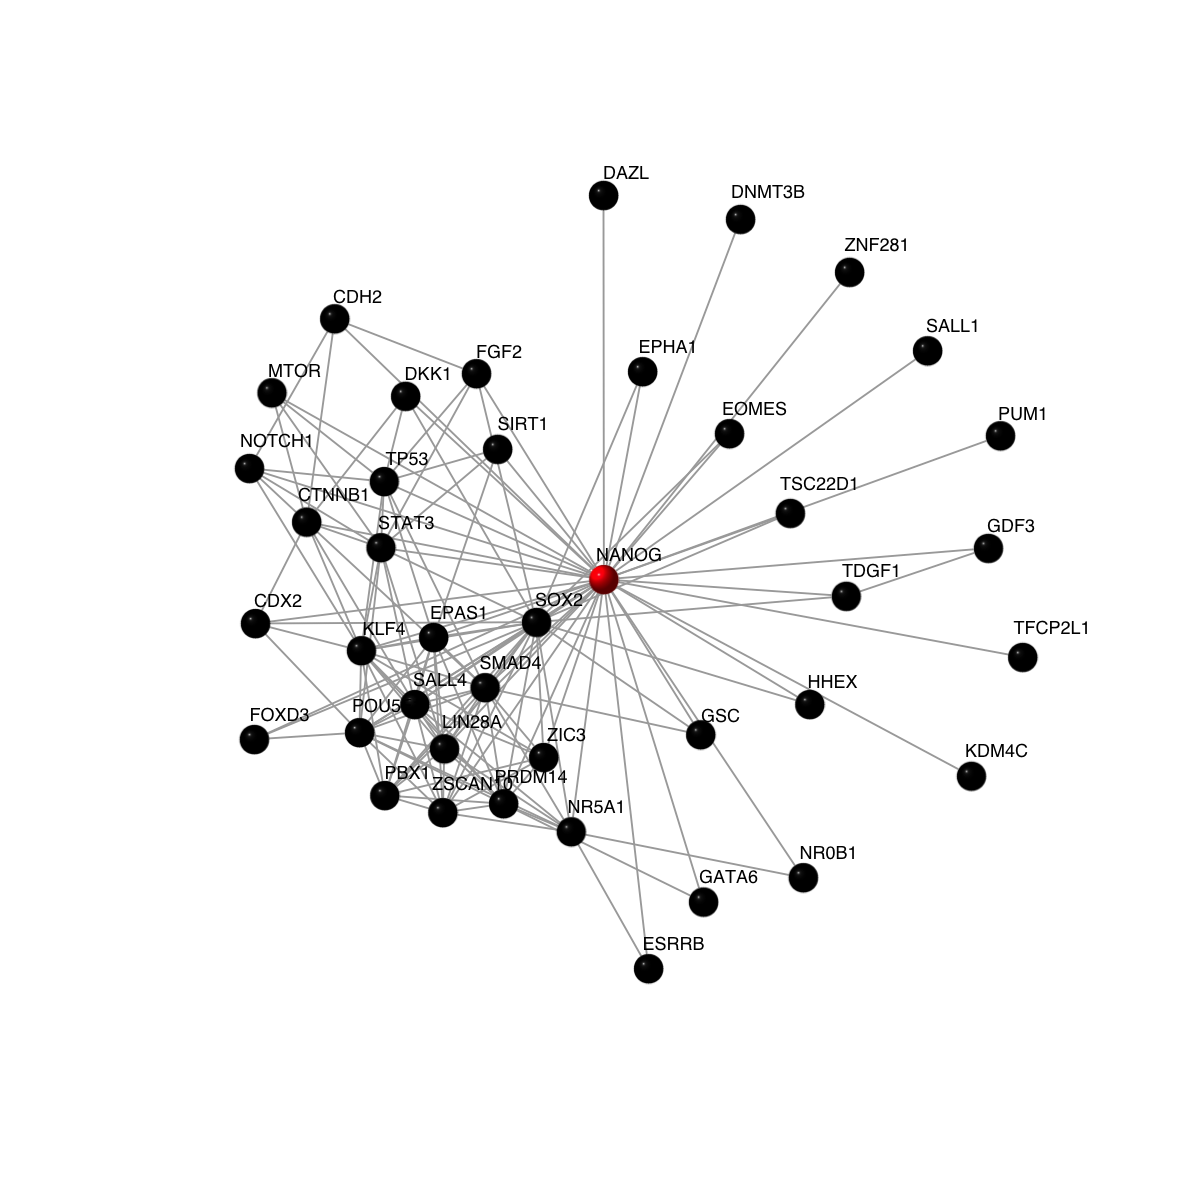 DAZL
DNMT3B
ZNF281
CDH2
SALL1
EPHA1
FGF2
MTOR
DKK1
EOMES
PUM1
SIRT1
NOTCH1
TP53
TSC22D1
CTNNB1
STAT3
GDF3
NANOG
TDGF1
CDX2
SOX2
EPAS1
KLF4
TFCP2L1
SMAD4
SALL4
HHEX
POU5
FOXD3
GSC
LIN28A
ZIC3
KDM4C
PBX1
PRDM14
ZSCAN10
NR5A1
NR0B1
GATA6
ESRRB